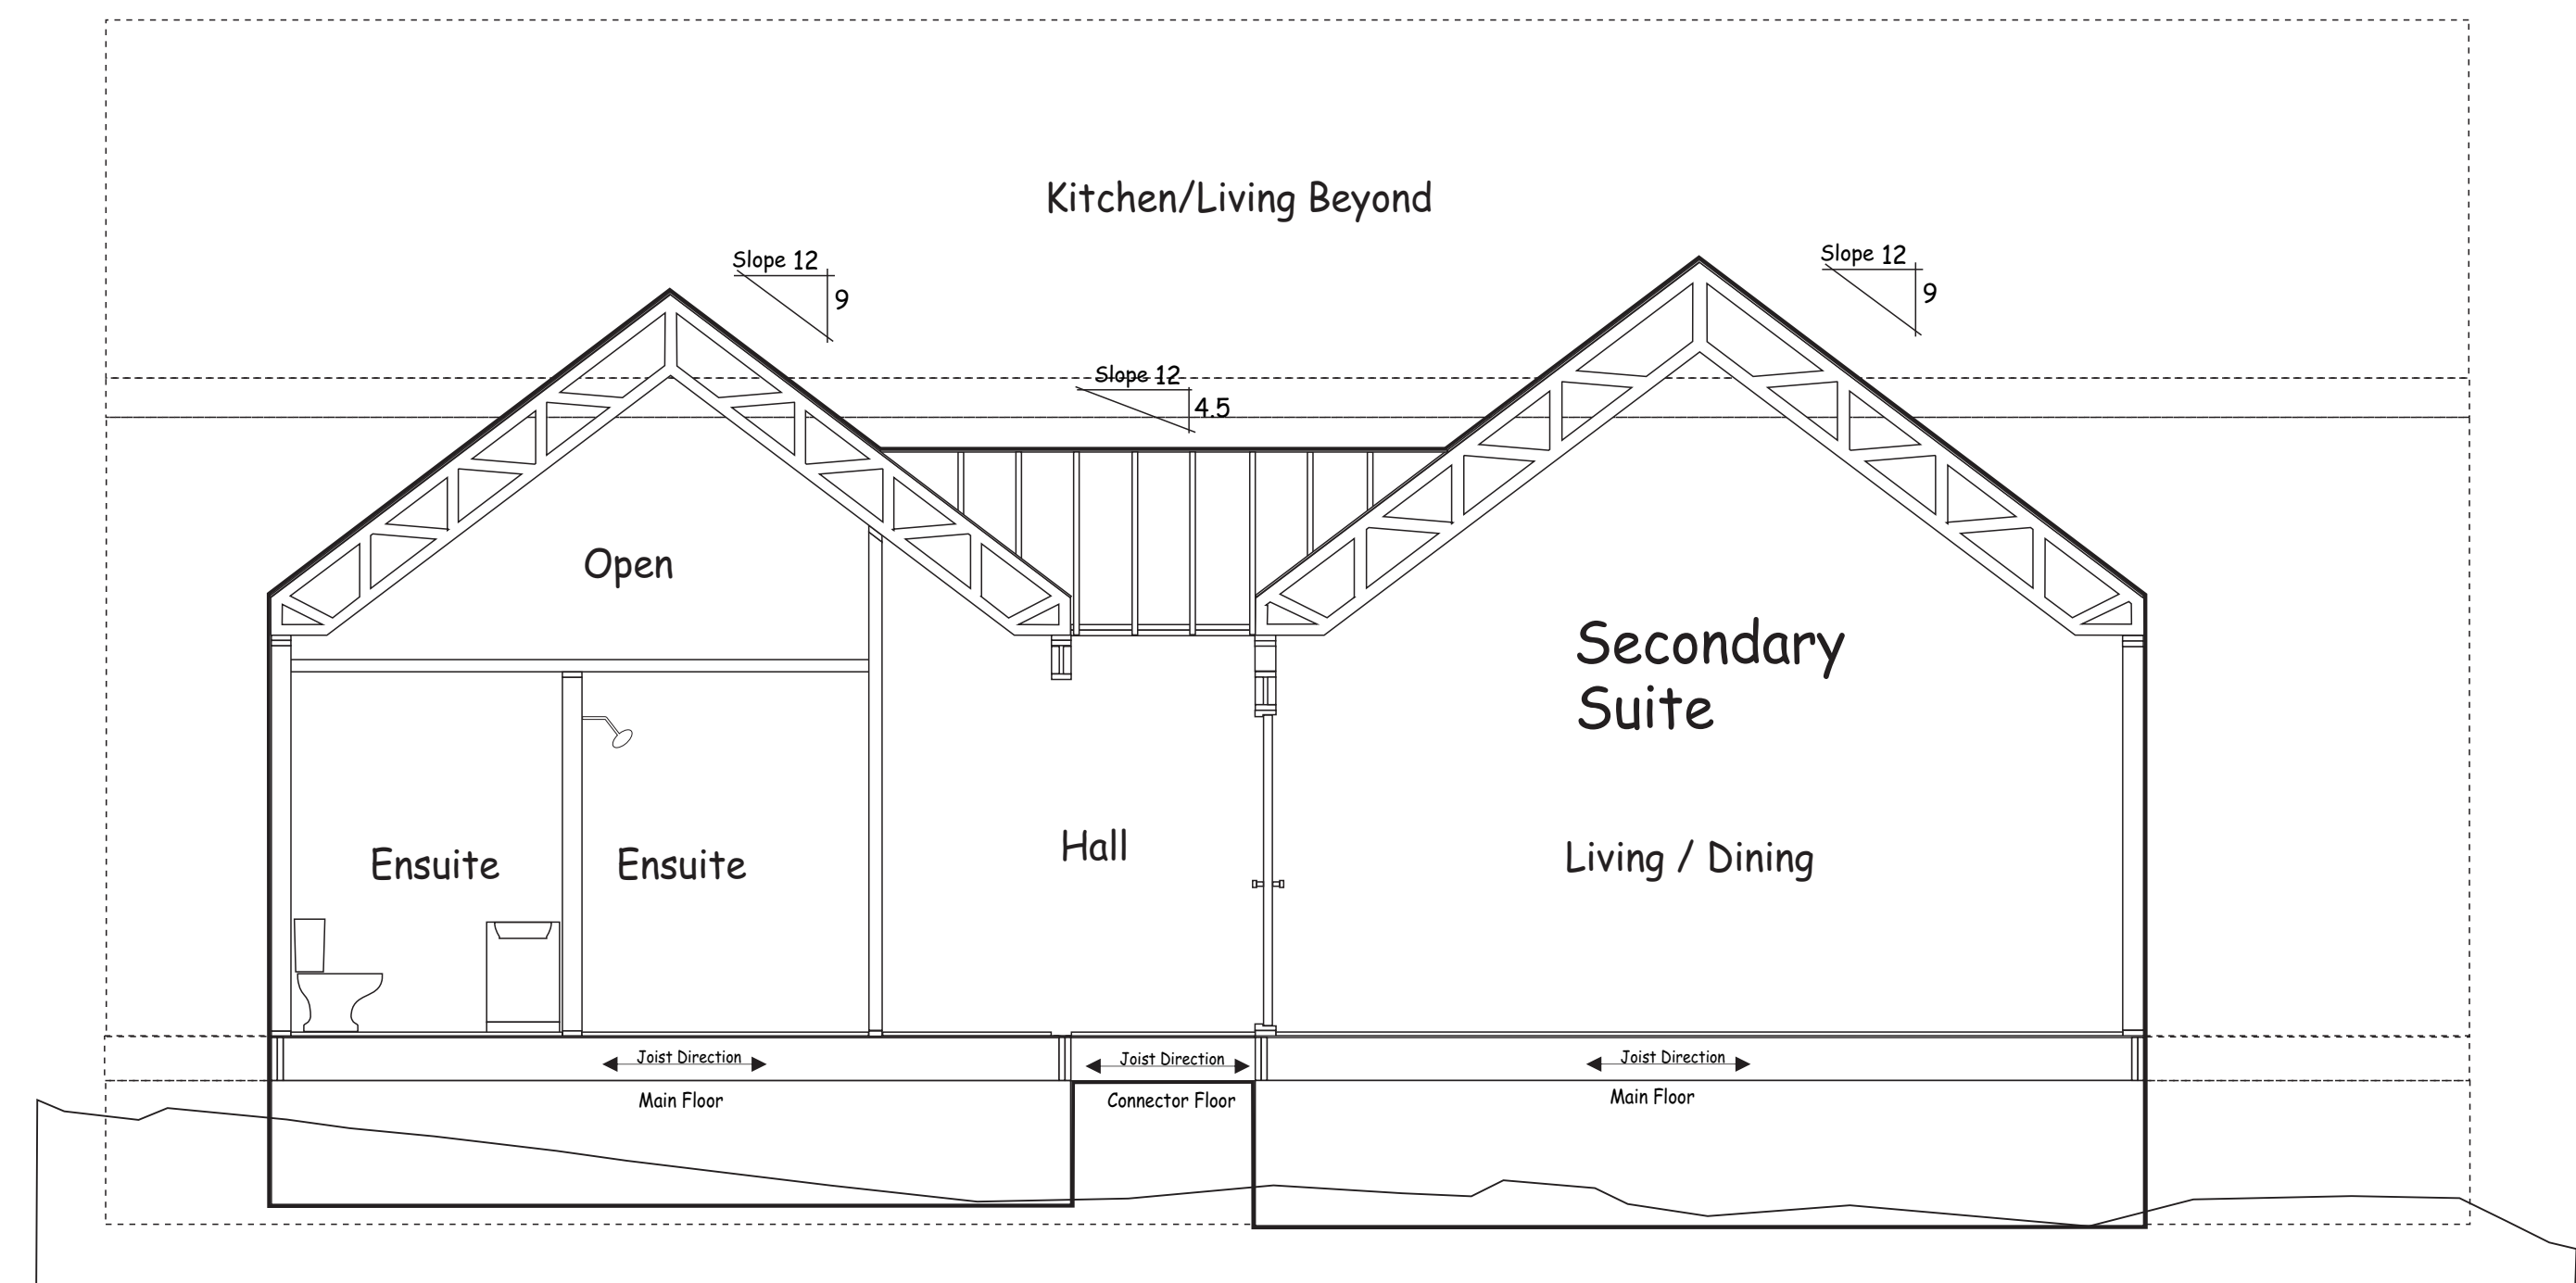 Kitchen/Living Beyond
Slope 12
9
Slope 12
9
Slope 12
4.5
Open
Secondary
Suite
Ensuite
Ensuite
Hall
Living / Dining
Joist Direction
Joist Direction
Joist Direction
Main Floor
Connector Floor
Main Floor